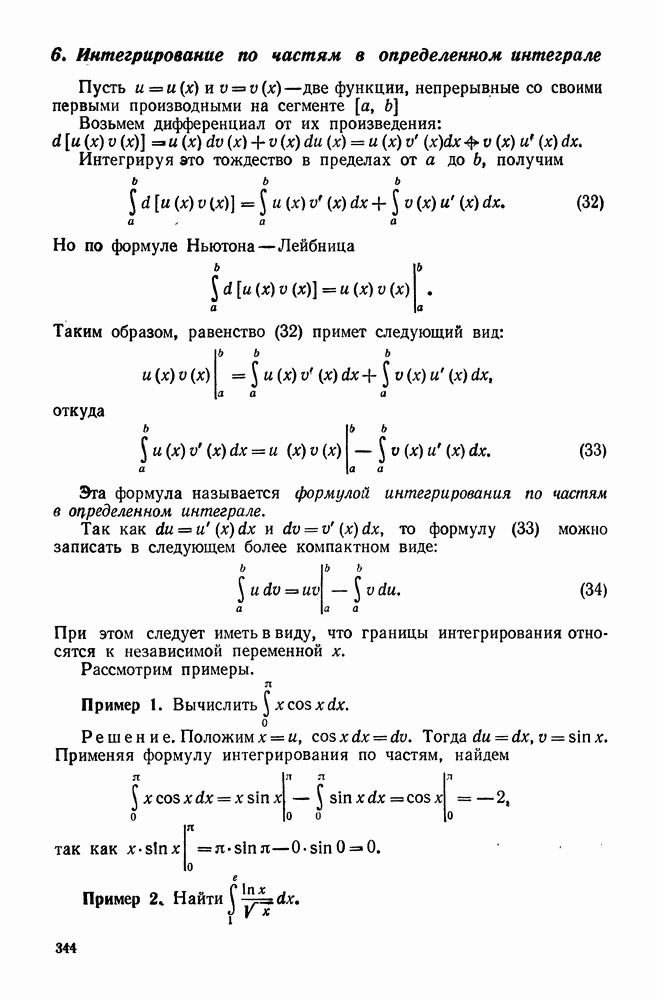 6. Интегрирование по частям в определенном интеграле
Пусть u = u (x) и v = v (x) — две функции, непрерывные со своими
первыми производными на сегменте [a, b]
Возьмем дифференциал от их произведения:
d [u (x) v (x)] = u (x) dv (x) + v (x) du (x) = u (x) v′ (x)dx + v (x) u′ (x) dx.
Интегрируя это тождество в пределах от a до b, получим
∫_a^b d [u (x) v (x)] = ∫_a^b u (x) v′ (x) dx + ∫_a^b v (x) u′ (x) dx. (32)
Но по формуле Ньютона — Лейбница
∫_a^b d [u (x) v (x)] = u (x) v (x) |_a^b .
Таким образом, равенство (32) примет следующий вид:
u (x) v (x) |_a^b = ∫_a^b u (x) v′ (x) dx + ∫_a^b v (x) u′ (x) dx,
откуда
∫_a^b u (x) v′ (x) dx = u (x) v (x) |_a^b — ∫_a^b v (x) u′ (x) dx. (33)
Эта формула называется формулой интегрирования по частям
в определенном интеграле.
Так как du = u′ (x) dx и dv = v′ (x) dx, то формулу (33) можно
записать в следующем более компактном виде:
∫_a^b u dv = uv |_a^b — ∫_a^b v du. (34)
При этом следует иметь в виду, что границы интегрирования отно-
сятся к независимой переменной x.
Рассмотрим примеры.
Пример 1. Вычислить ∫_0^π x cos x dx.
Решение. Положим x = u, cos x dx = dv. Тогда du = dx, v = sin x.
Применяя формулу интегрирования по частям, найдем
∫_0^π x cos x dx = x sin x |_0^π — ∫_0^π sin x dx = cos x |_0^π = — 2,
так как x · sin x |_0^π = π · sin π — 0 · sin 0 = 0.
Пример 2. Найти ∫_1^e ln x / √x dx.
344